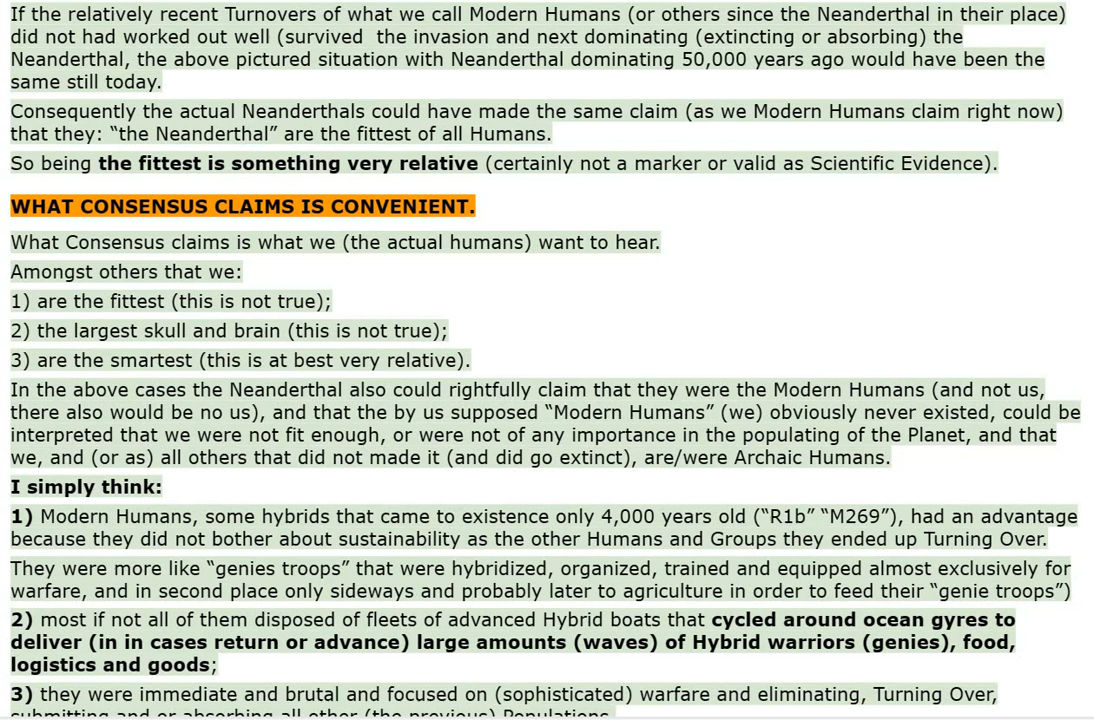 If the relatively recent Turnovers of what we call Modern Humans (or others since the Neanderthal in their place)
did not had worked out well (survived  the invasion and next dominating (extincting or absorbing) the
Neanderthal, the above pictured situation with Neanderthal dominating 50,000 years ago would have been the
same still today.
Consequently the actual Neanderthals could have made the same claim (as we Modern Humans claim right now)
that they: “the Neanderthal” are the fittest of all Humans.
So being the fittest is something very relative (certainly not a marker or valid as Scientific Evidence).
WHAT CONSENSUS CLAIMS IS CONVENIENT.
What Consensus claims is what we (the actual humans) want to hear.
Amongst others that we:
1) are the fittest (this is not true);
2) the largest skull and brain (this is not true);
3) are the smartest (this is at best very relative).
In the above cases the Neanderthal also could rightfully claim that they were the Modern Humans (and not us,
there also would be no us), and that the by us supposed “Modern Humans” (we) obviously never existed, could be
interpreted that we were not fit enough, or were not of any importance in the populating of the Planet, and that
we, and (or as) all others that did not made it (and did go extinct), are/were Archaic Humans.
I simply think:
1) Modern Humans, some hybrids that came to existence only 4,000 years old (“R1b” “M269”), had an advantage
because they did not bother about sustainability as the other Humans and Groups they ended up Turning Over.
They were more like “genies troops” that were hybridized, organized, trained and equipped almost exclusively for
warfare, and in second place only sideways and probably later to agriculture in order to feed their “genie troops”)
2) most if not all of them disposed of fleets of advanced Hybrid boats that cycled around ocean gyres to
deliver (in in cases return or advance) large amounts (waves) of Hybrid warriors (genies), food,
logistics and goods;
3) they were immediate and brutal and focused on (sophisticated) warfare and eliminating, Turning Over,
submitting and or absorbing all other (the previous) Populations